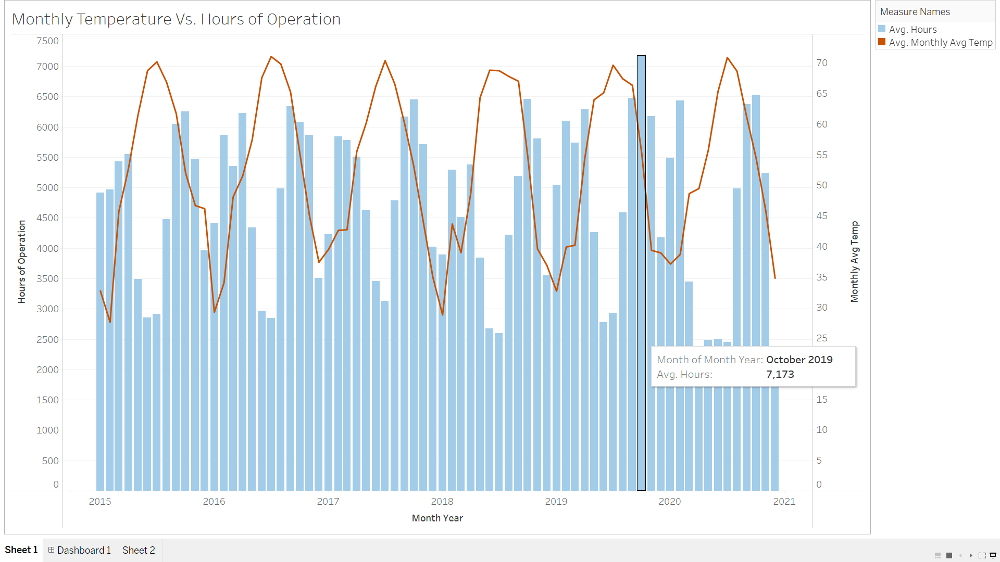 Monthly Temperature Vs. Hours of Operation
Measure Names
Avg. Hours
Avg. Monthly Avg Temp
Hours of Operation
7500
7000
6500
6000
5500
5000
4500
4000
3500
3000
2500
2000
1500
1000
500
0
70
65
60
55
50
45
40
35
30
25
15
10
5
0
Monthly Avg Temp
Month of Month Year: October 2019
Avg. Hours: 7,173
2015 2016 2017 2018 2019 2020 2021
Month Year
Sheet 1 Dashboard 1 Sheet 2